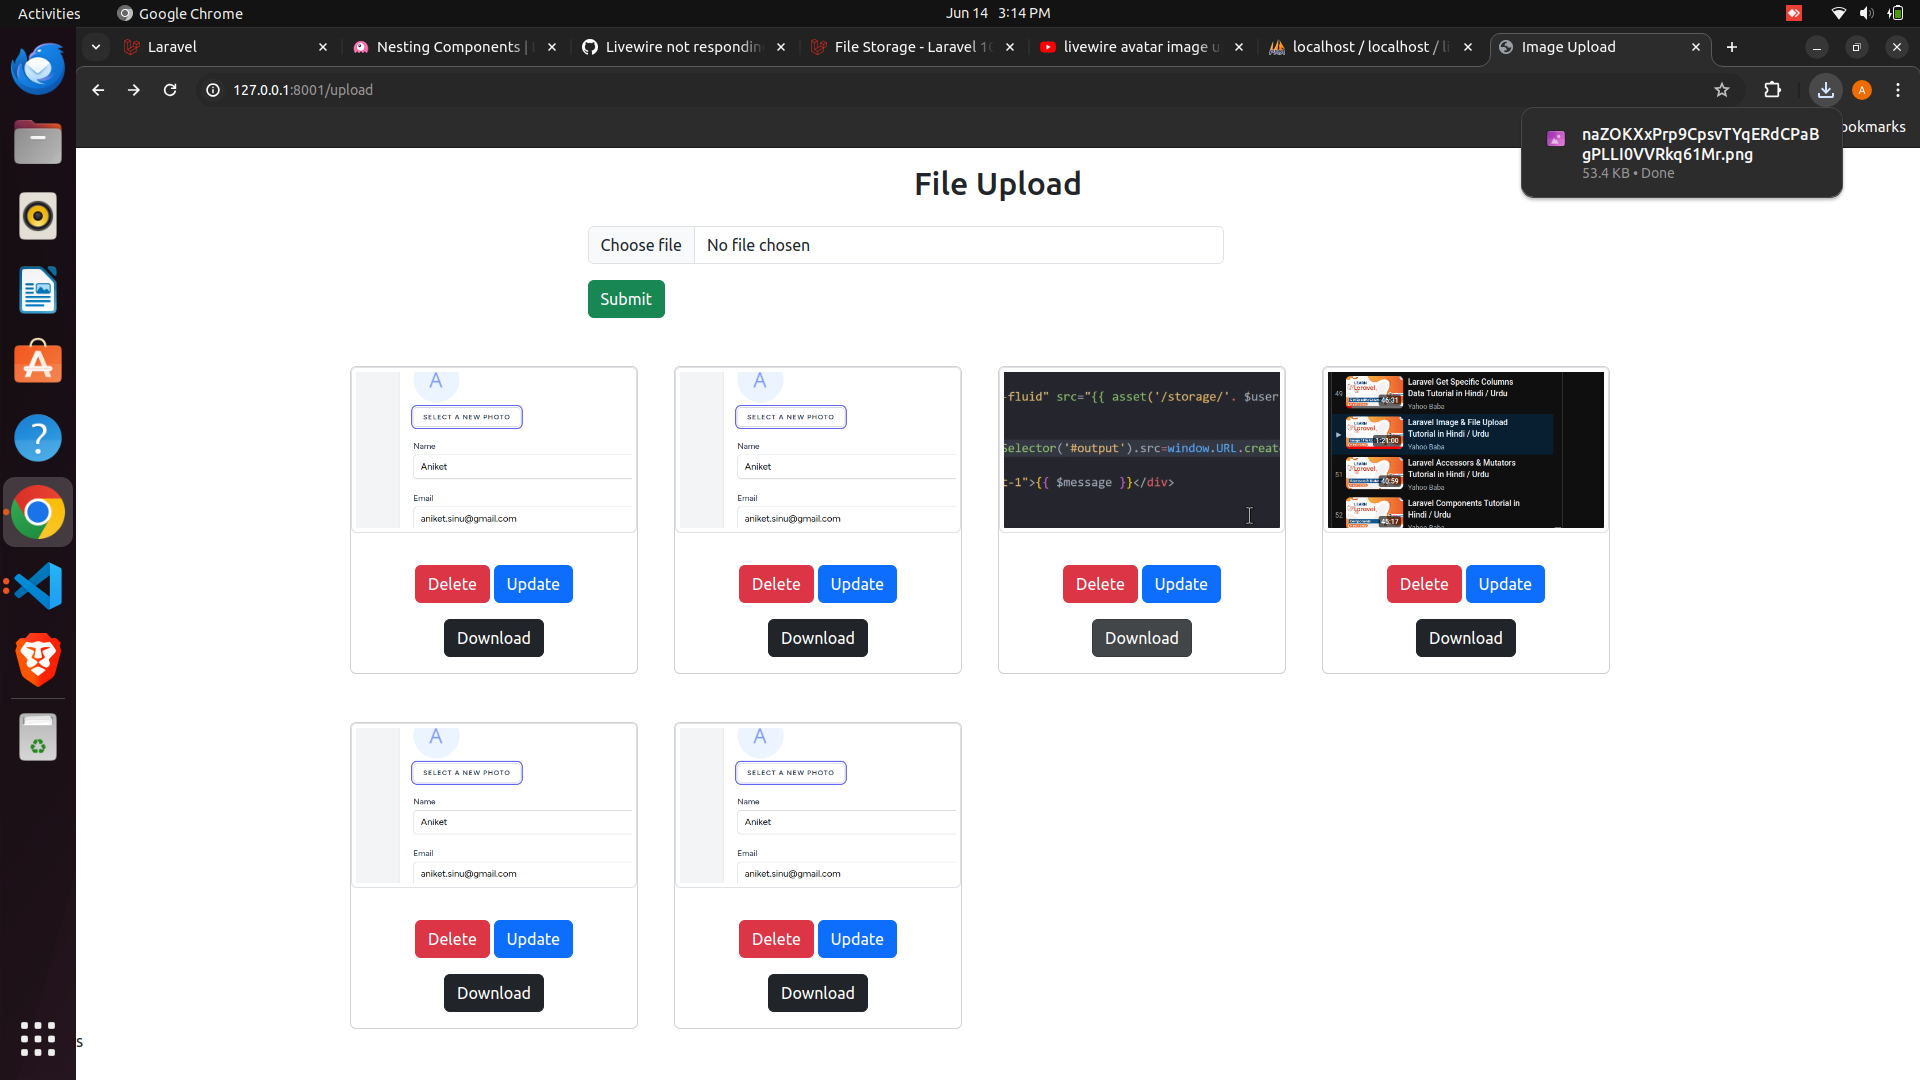 Activities
Google Chrome
Jun 14 3:14 PM
Laravel
Nesting Components |
Livewire not respondin
File Storage - Laravel 1
livewire avatar image u
localhost / localhost / li
Image Upload
127.0.0.1:8001/upload
A
ookmarks
naZOKXxPrp9CpsvTYqERdCPaB
gPLLI0VVRkq61Mr.png
53.4 KB • Done
File Upload
Choose file No file chosen
Submit
A
SELECT A NEW PHOTO
Name
Aniket
Email
aniket.sinu@gmail.com
Delete Update
Download
A
SELECT A NEW PHOTO
Name
Aniket
Email
aniket.sinu@gmail.com
Delete Update
Download
-fluid" src="{{ asset('/storage/'. $user
Selector('#output').src=window.URL.creat
t-1">{{ $message }}</div>
Delete Update
Download
49
46:31
Laravel Get Specific Columns
Data Tutorial in Hindi / Urdu
Yahoo Baba
1:21:00
Laravel Image & File Upload
Tutorial in Hindi / Urdu
Yahoo Baba
51
40:59
Laravel Accessors & Mutators
Tutorial in Hindi / Urdu
Yahoo Baba
52
46:17
Laravel Components Tutorial in
Hindi / Urdu
Yahoo Baba
Delete Update
Download
A
SELECT A NEW PHOTO
Name
Aniket
Email
aniket.sinu@gmail.com
Delete Update
Download
A
SELECT A NEW PHOTO
Name
Aniket
Email
aniket.sinu@gmail.com
Delete Update
Download
s